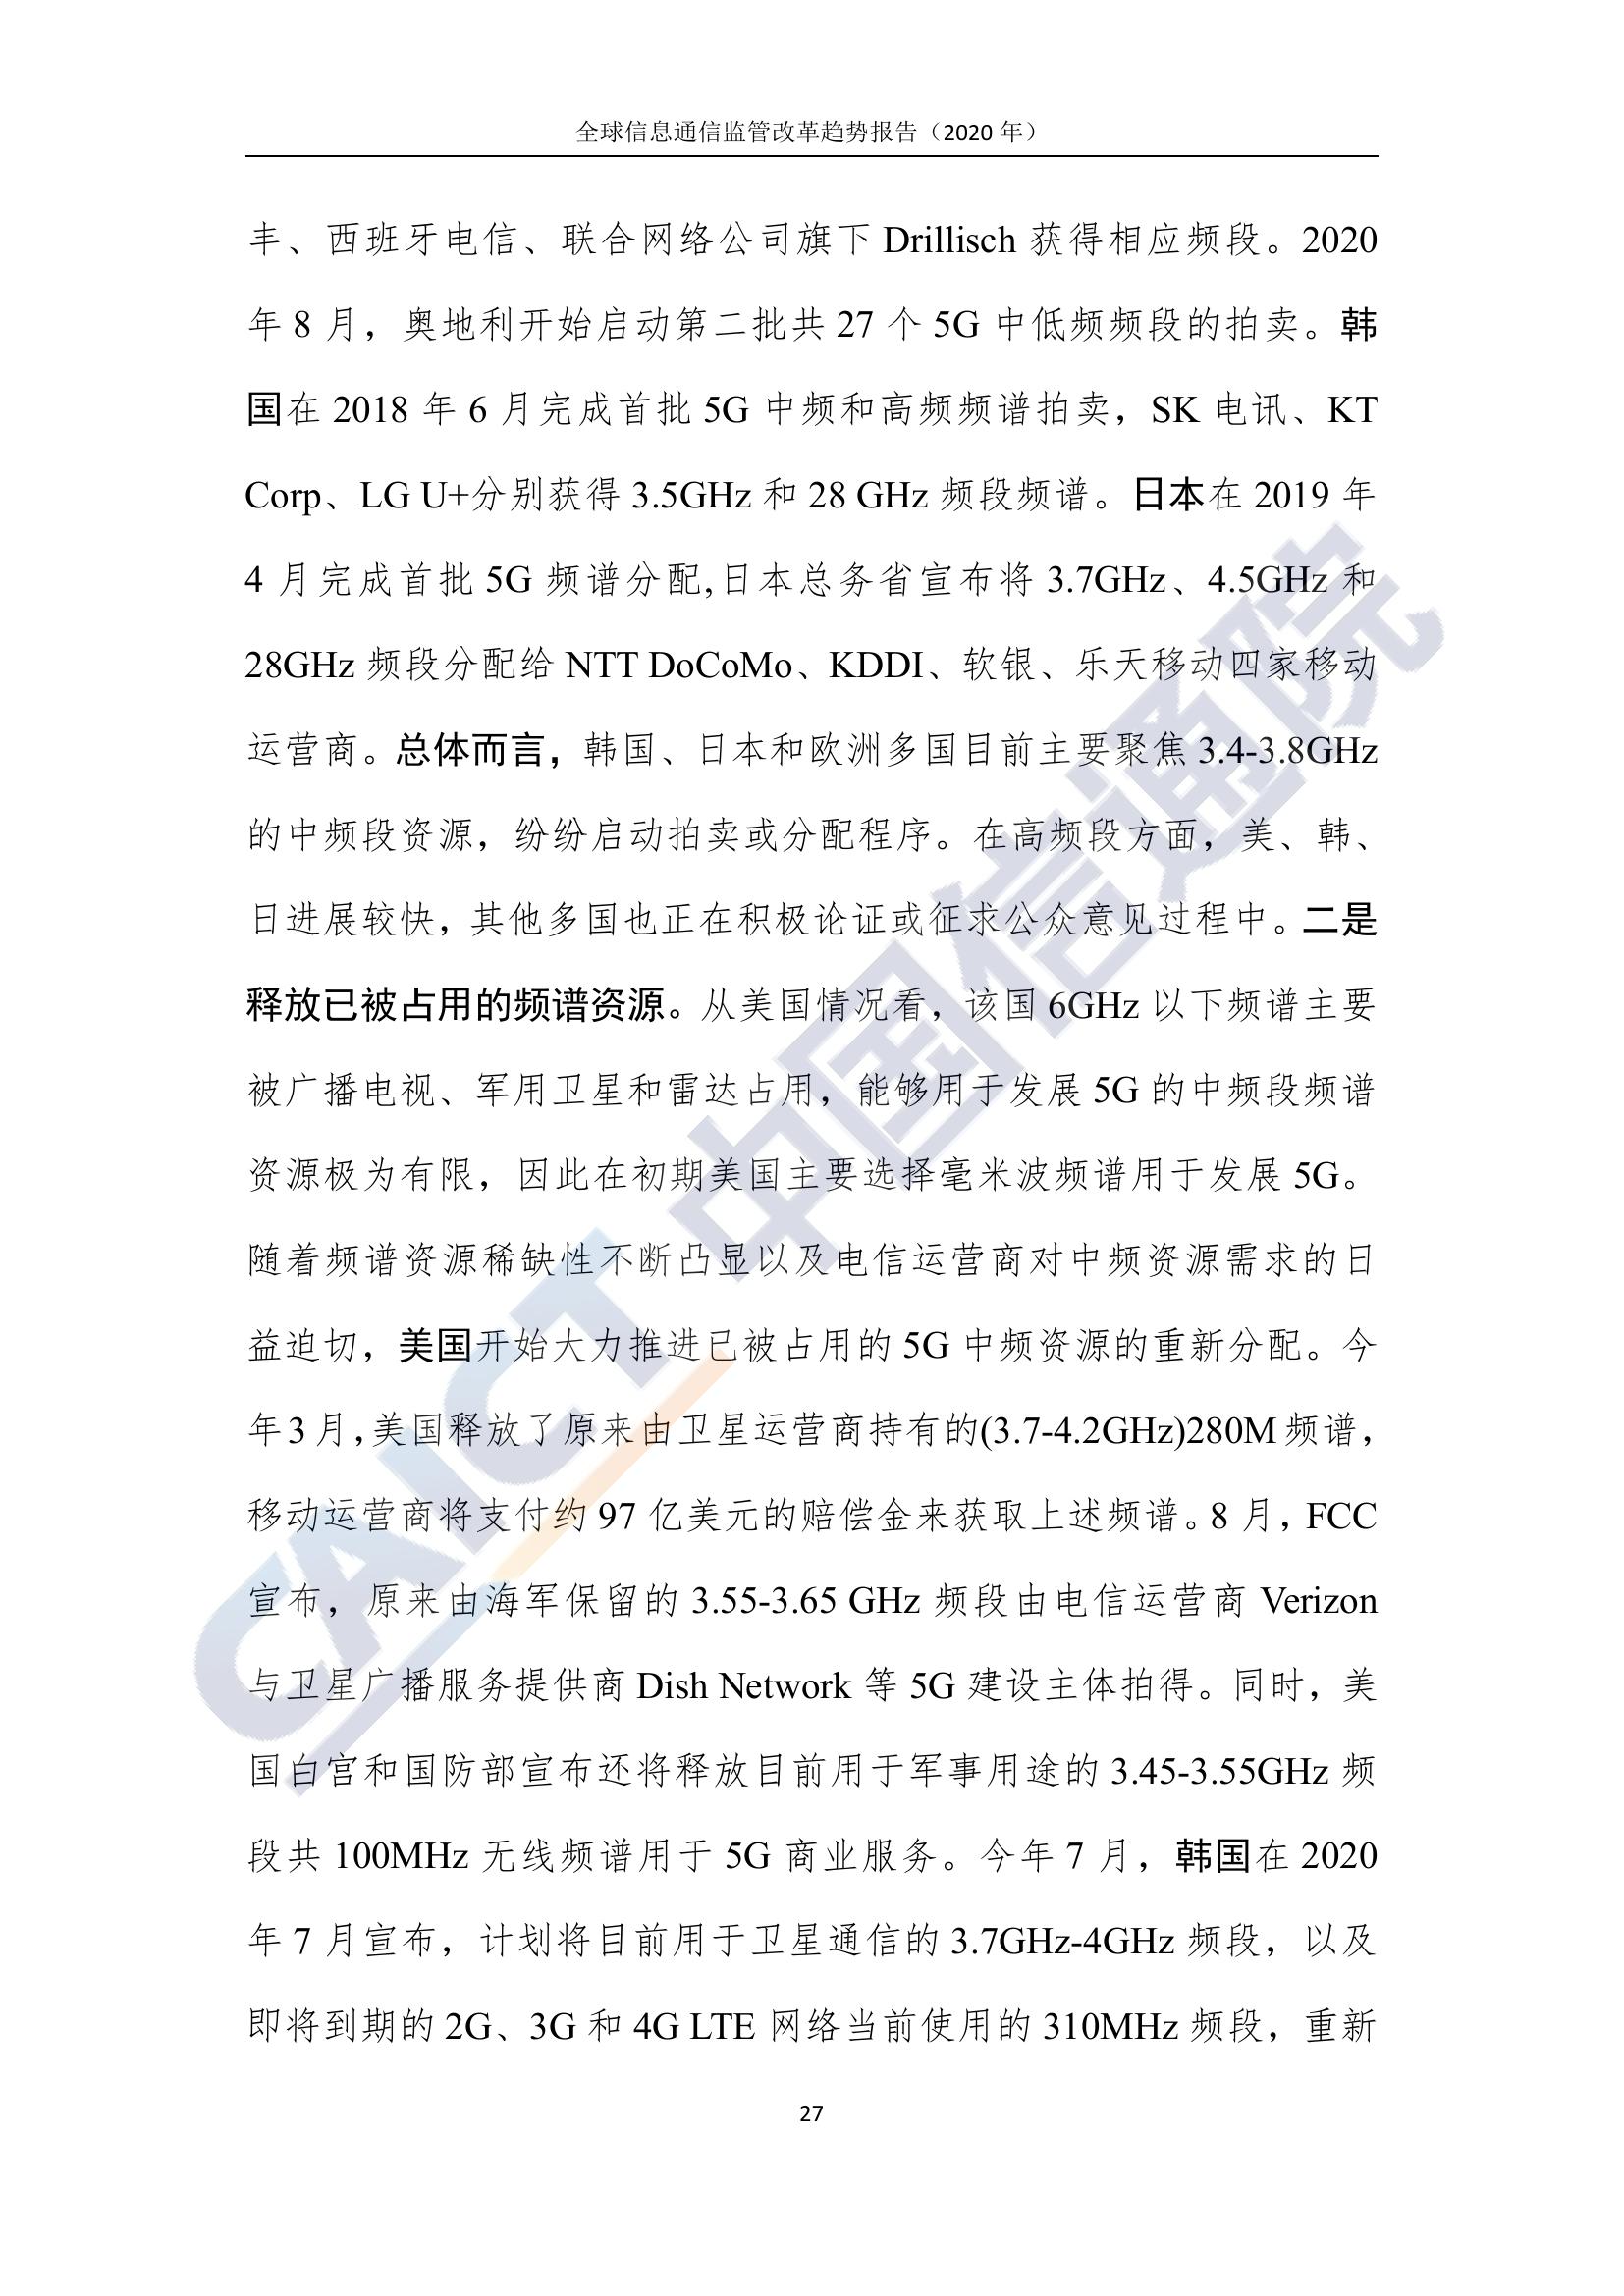 全球信息通信监管改革趋势报告（2020 年）
丰、西班牙电信、联合网络公司旗下 Drillisch 获得相应频段。2020
年 8 月，奥地利开始启动第二批共 27 个 5G 中低频频段的拍卖。韩
国在 2018 年 6 月完成首批 5G 中频和高频频谱拍卖，SK 电讯、KT
Corp、LG U+分别获得 3.5GHz 和 28 GHz 频段频谱。日本在 2019 年
4 月完成首批 5G 频谱分配,日本总务省宣布将 3.7GHz、4.5GHz 和
28GHz 频段分配给 NTT DoCoMo、KDDI、软银、乐天移动四家移动
运营商。总体而言，韩国、日本和欧洲多国目前主要聚焦 3.4-3.8GHz
的中频段资源，纷纷启动拍卖或分配程序。在高频段方面，美、韩、
日进展较快，其他多国也正在积极论证或征求公众意见过程中。二是
释放已被占用的频谱资源。从美国情况看，该国 6GHz 以下频谱主要
被广播电视、军用卫星和雷达占用，能够用于发展 5G 的中频段频谱
资源极为有限，因此在初期美国主要选择毫米波频谱用于发展 5G。
随着频谱资源稀缺性不断凸显以及电信运营商对中频资源需求的日
益迫切，美国开始大力推进已被占用的 5G 中频资源的重新分配。今
年 3 月，美国释放了原来由卫星运营商持有的(3.7-4.2GHz)280M 频谱，
移动运营商将支付约 97 亿美元的赔偿金来获取上述频谱。8 月，FCC
宣布，原来由海军保留的 3.55-3.65 GHz 频段由电信运营商 Verizon
与卫星广播服务提供商 Dish Network 等 5G 建设主体拍得。同时，美
国白宫和国防部宣布还将释放目前用于军事用途的 3.45-3.55GHz 频
段共 100MHz 无线频谱用于 5G 商业服务。今年 7 月，韩国在 2020
年 7 月宣布，计划将目前用于卫星通信的 3.7GHz-4GHz 频段，以及
即将到期的 2G、3G 和 4G LTE 网络当前使用的 310MHz 频段，重新
27
CAICT 中国信通院